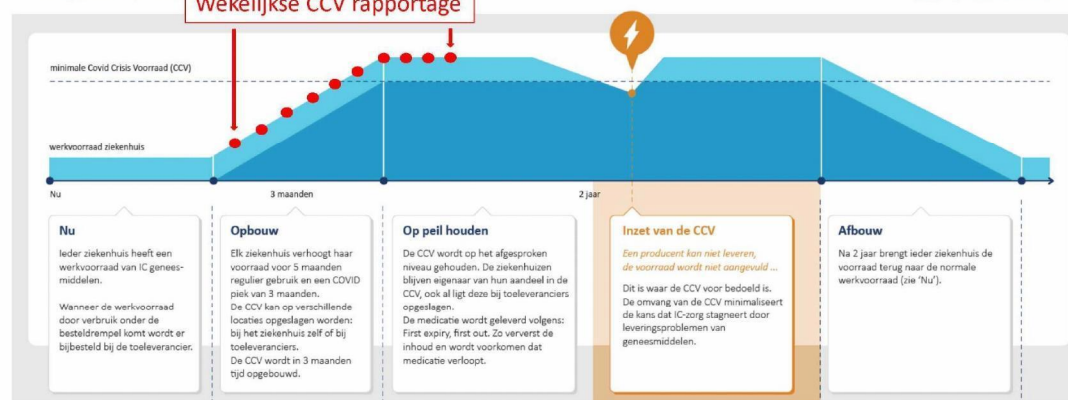 Wekelijkse CCV rapportage
minimale Covid Crisis Voorraad (CCV)
werkvoorraad ziekenhuis
Nu
3 maanden
2 jaar
Nu
Ieder ziekenhuis heeft een
werkvoorraad van IC genees-
middelen.
Wanneer de werkvoorraad
door verbruik onder de
besteldrempel komt wordt er
bijbesteld bij de toeleverancier.
Opbouw
Elk ziekenhuis verhoogt haar
voorraad voor 5 maanden
regulier gebruik en een COVID
piek van 3 maanden.
De CCV kan op verschillende
locaties opgeslagen worden:
bij het ziekenhuis zelf of bij
toeleveranciers.
De CCV wordt in 3 maanden
tijd opgebouwd.
Op peil houden
De CCV wordt op het afgesproken
niveau gehouden. De ziekenhuizen
blijven eigenaar van hun aandeel in de
CCV, ook al ligt deze bij toeleveranciers
opgeslagen.
De medicatie wordt geleverd volgens:
First expiry, first out. Zo ververst de
inhoud en wordt voorkomen dat
medicatie verloopt.
Inzet van de CCV
Een producent kan niet leveren,
de voorraad wordt niet aangevuld ...
Dit is waar de CCV voor bedoeld is.
De omvang van de CCV minimaliseert
de kans dat IC-zorg stagneert door
leveringsproblemen van
geneesmiddelen.
Afbouw
Na 2 jaar brengt ieder ziekenhuis de
voorraad terug naar de normale
werkvoorraad (zie 'Nu').